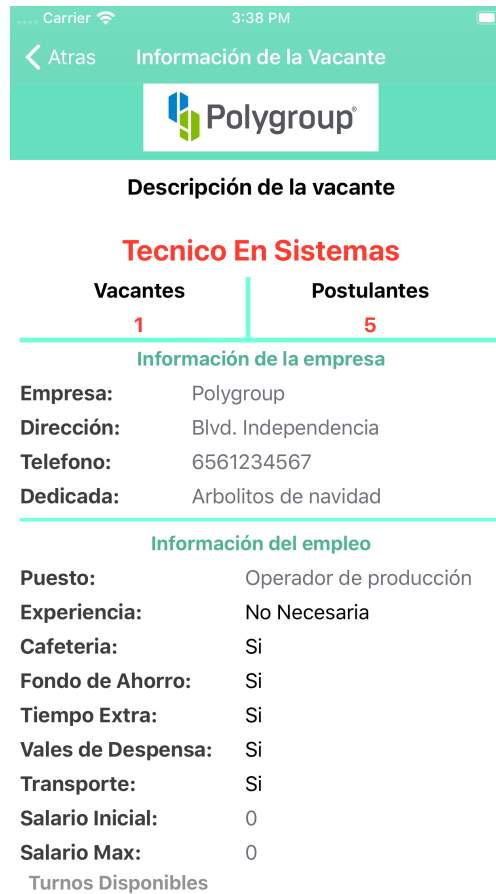 Carrier 3:38 PM
Atras Información de la Vacante
Polygroup®
Descripción de la vacante
Tecnico En Sistemas
Vacantes Postulantes
1 5
Información de la empresa
Empresa: Polygroup
Dirección: Blvd. Independencia
Telefono: 6561234567
Dedicada: Arbolitos de navidad
Información del empleo
Puesto: Operador de producción
Experiencia: No Necesaria
Cafeteria: Si
Fondo de Ahorro: Si
Tiempo Extra: Si
Vales de Despensa: Si
Transporte: Si
Salario Inicial: 0
Salario Max: 0
Turnos Disponibles